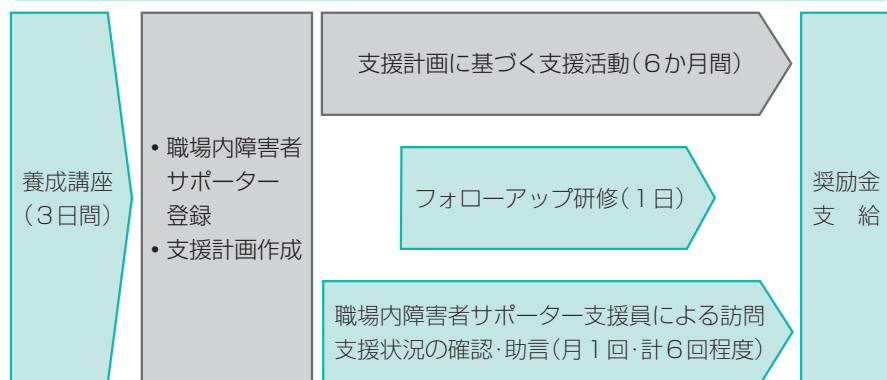 養成講座
（３日間）
• 職場内障害者
サポーター
登録
• 支援計画作成
支援計画に基づく支援活動（６か月間）
フォローアップ研修（１日）
職場内障害者サポーター支援員による訪問
支援状況の確認・助言（月１回・計６回程度）
奨励金
支　給